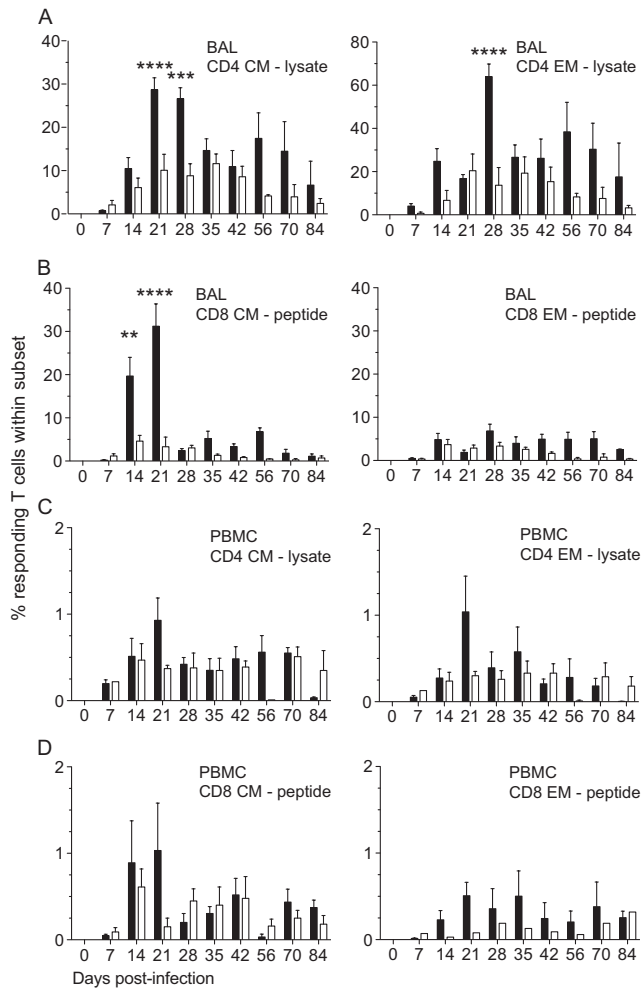 A
BAL
CD4 CM - lysate
40
30
20
10
0
****
***
0 7 14 21 28 35 42 56 70 84
BAL
CD4 EM - lysate
80
60
40
20
0
****
0 7 14 21 28 35 42 56 70 84
B
BAL
CD8 CM - peptide
40
30
20
10
0
**
****
0 7 14 21 28 35 42 56 70 84
BAL
CD8 EM - peptide
40
30
20
10
0
0 7 14 21 28 35 42 56 70 84
% responding T cells within subset
C
PBMC
CD4 CM - lysate
2
1
0
0 7 14 21 28 35 42 56 70 84
PBMC
CD4 EM - lysate
2
1
0
0 7 14 21 28 35 42 56 70 84
D
PBMC
CD8 CM - peptide
2
1
0
0 7 14 21 28 35 42 56 70 84
PBMC
CD8 EM - peptide
2
1
0
0 7 14 21 28 35 42 56 70 84
Days post-infection